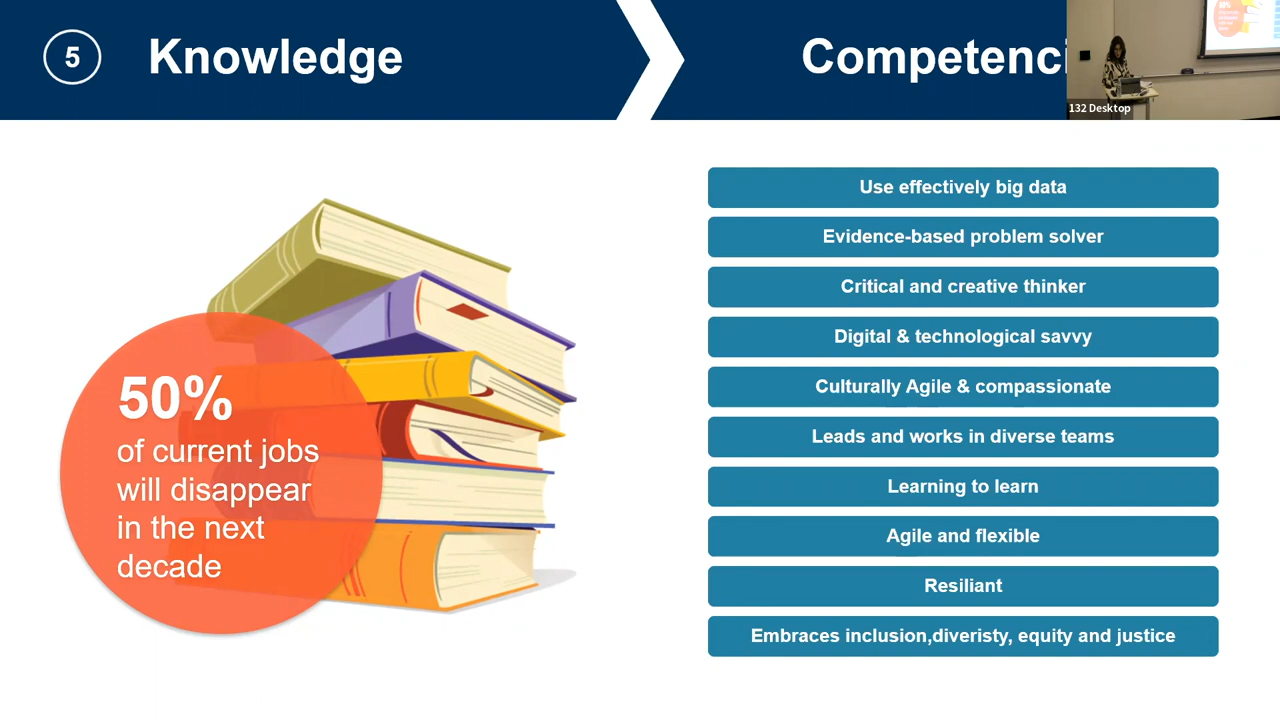 5
Knowledge
Competenci
132 Desktop
50%
of current jobs
will disappear
in the next
decade
Use effectively big data
Evidence-based problem solver
Critical and creative thinker
Digital & technological savvy
Culturally Agile & compassionate
Leads and works in diverse teams
Learning to learn
Agile and flexible
Resiliant
Embraces inclusion,diveristy, equity and justice